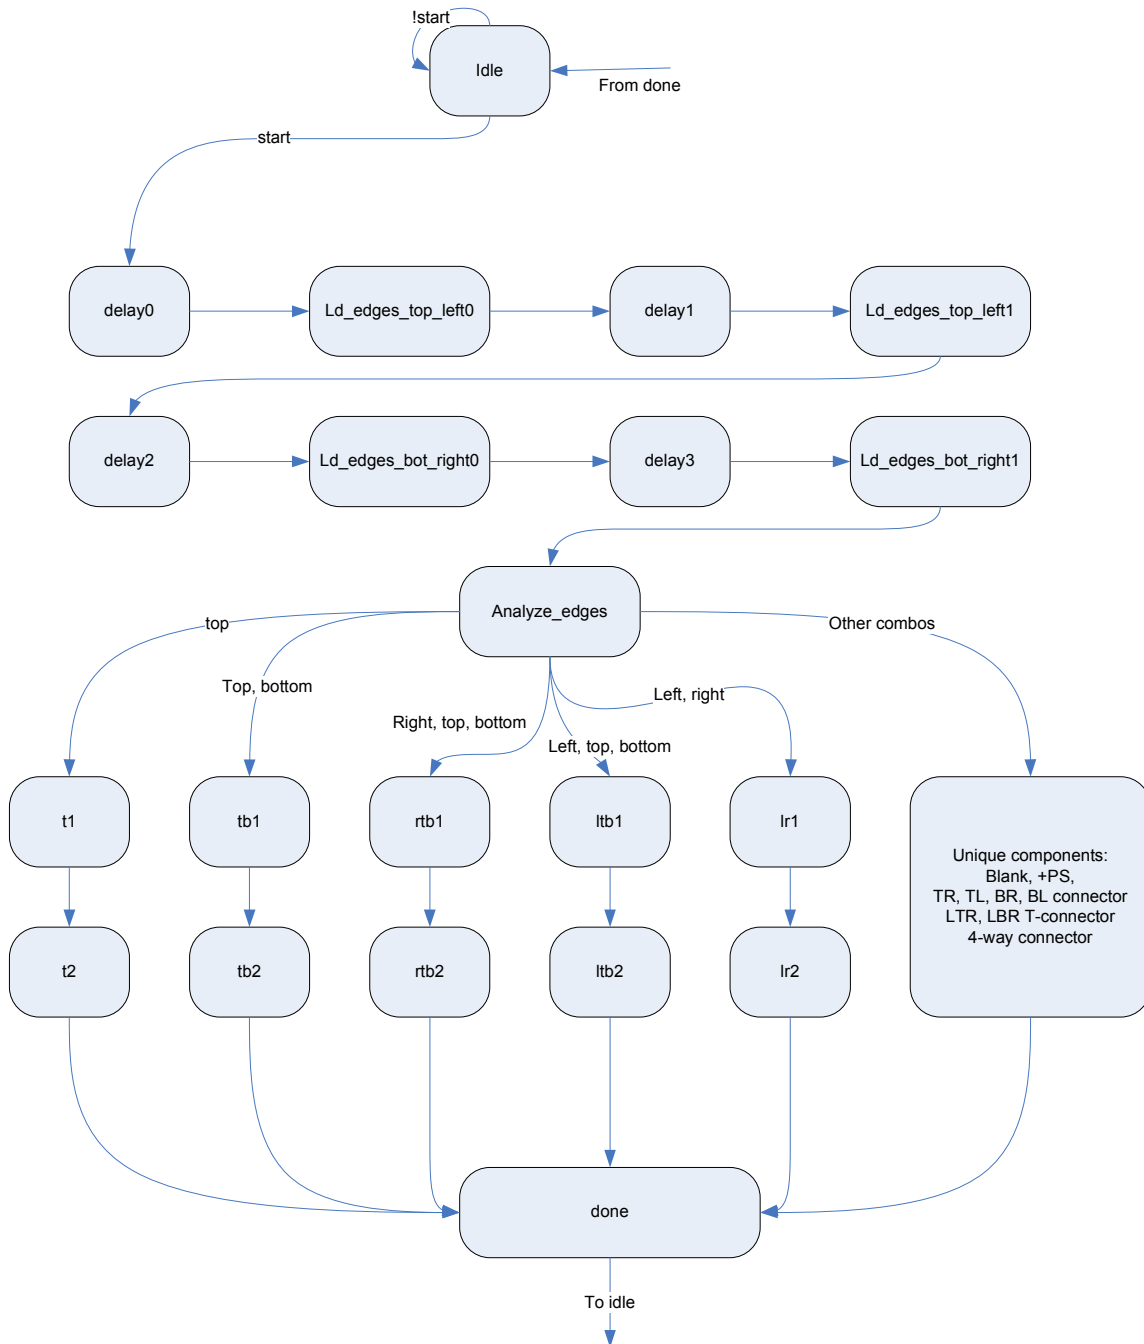 !start
Idle
From done
start
delay0
Ld_edges_top_left0
delay1
Ld_edges_top_left1
delay2
Ld_edges_bot_right0
delay3
Ld_edges_bot_right1
Analyze_edges
top
Other combos
Top, bottom
Left, right
Right, top, bottom
Left, top, bottom
t1
tb1
rtb1
ltb1
lr1
Unique components:
Blank, +PS,
TR, TL, BR, BL connector
LTR, LBR T-connector
4-way connector
t2
tb2
rtb2
ltb2
lr2
done
To idle